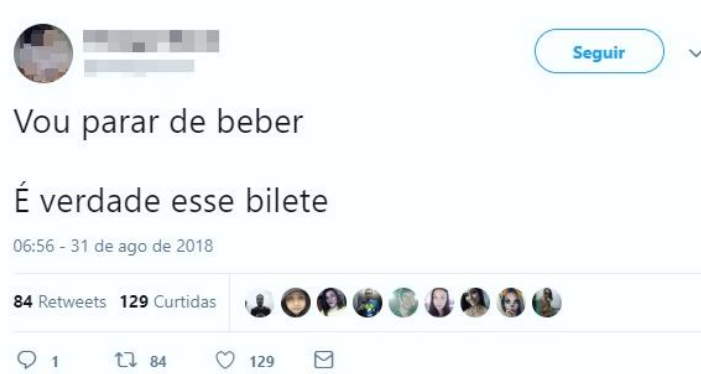 Seguir
Vou parar de beber
É verdade esse bilete
06:56 - 31 de ago de 2018
84 Retweets 129 Curtidas
1 84 129